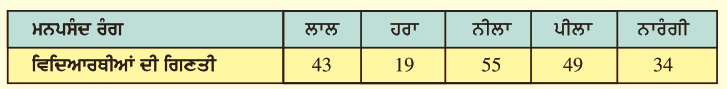 ਮਨਪਸੰਦ ਰੰਗ ਲਾਲ ਹਰਾ ਨੀਲਾ ਪੀਲਾ ਨਾਰੰਗੀ
ਵਿਦਿਆਰਥੀਆਂ ਦੀ ਗਿਣਤੀ 43 19 55 49 34